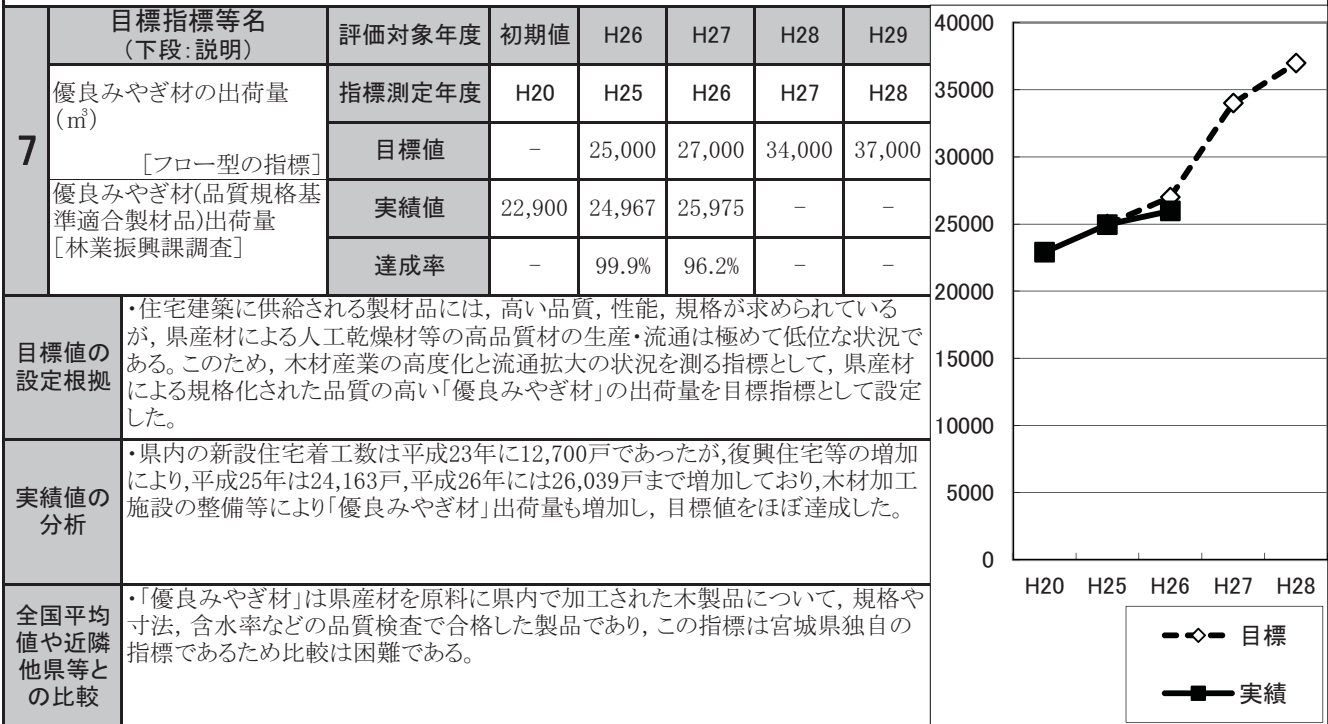 7
目標指標等名
(下段:説明)
評価対象年度 初期値 H26 H27 H28 H29
優良みやぎ材の出荷量
(㎥)
[フロー型の指標]
指標測定年度 H20 H25 H26 H27 H28
目標値 - 25,000 27,000 34,000 37,000
優良みやぎ材(品質規格基
準適合製材品)出荷量
[林業振興課調査]
実績値 22,900 24,967 25,975 - -
達成率 - 99.9% 96.2% - -
目標値の
設定根拠
・住宅建築に供給される製材品には，高い品質，性能，規格が求められている
が，県産材による人工乾燥材等の高品質材の生産・流通は極めて低位な状況で
ある。このため，木材産業の高度化と流通拡大の状況を測る指標として，県産材
による規格化された品質の高い「優良みやぎ材」の出荷量を目標指標として設定
した。
実績値の
分析
・県内の新設住宅着工数は平成23年に12,700戸であったが,復興住宅等の増加
により,平成25年は24,163戸,平成26年には26,039戸まで増加しており,木材加工
施設の整備等により「優良みやぎ材」出荷量も増加し，目標値をほぼ達成した。
全国平均
値や近隣
他県等と
の比較
・「優良みやぎ材」は県産材を原料に県内で加工された木製品について，規格や
寸法，含水率などの品質検査で合格した製品であり，この指標は宮城県独自の
指標であるため比較は困難である。
40000
35000
30000
25000
20000
15000
10000
5000
0
H20 H25 H26 H27 H28
目標
実績